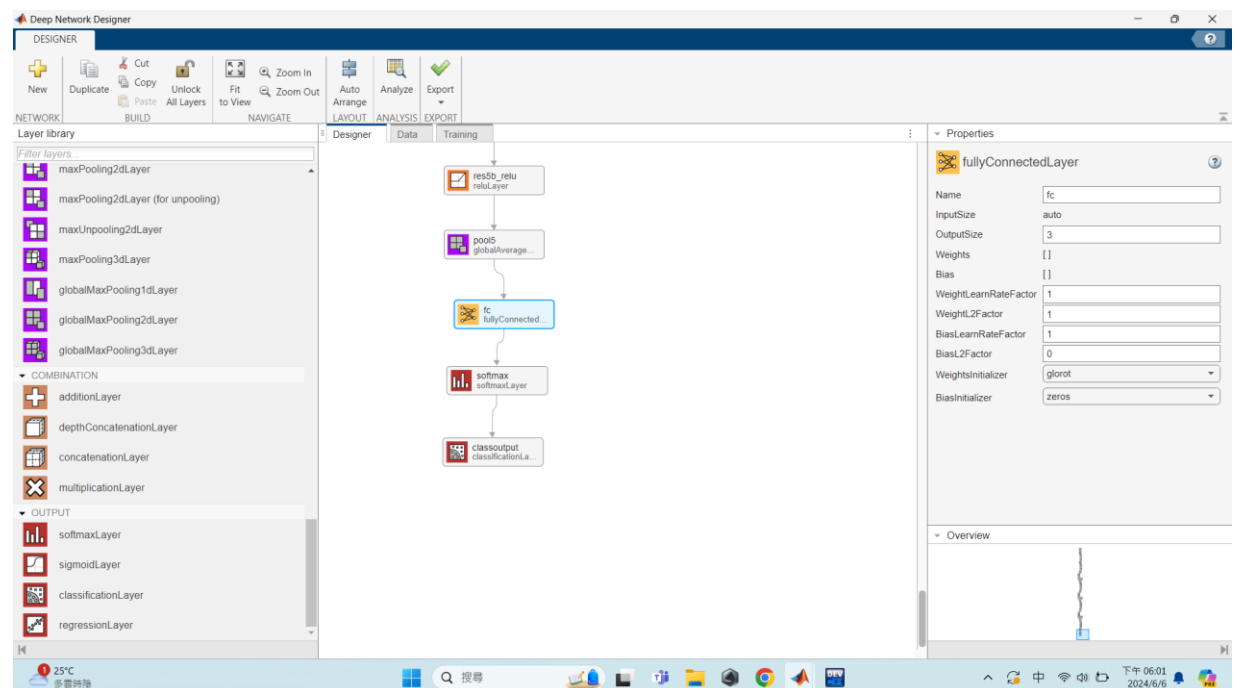 Deep Network Designer
DESIGNER
New
Duplicate
Cut
Copy
Paste
Unlock
All Layers
Fit
to View
Zoom In
Zoom Out
Auto
Arrange
Analyze
Export
NETWORK
BUILD
NAVIGATE
LAYOUT
ANALYSIS
EXPORT
Layer library
Filter layers...
maxPooling2dLayer
maxPooling2dLayer (for unpooling)
maxUnpooling2dLayer
maxPooling3dLayer
globalMaxPooling1dLayer
globalMaxPooling2dLayer
globalMaxPooling3dLayer
COMBINATION
additionLayer
depthConcatenationLayer
concatenationLayer
multiplicationLayer
OUTPUT
softmaxLayer
sigmoidLayer
classificationLayer
regressionLayer
Designer
Data
Training
res5b_relu
reluLayer
pool5
globalAverage...
fc
fullyConnected...
softmax
softmaxLayer
classoutput
classificationLa...
Properties
fullyConnectedLayer
Name fc
InputSize auto
OutputSize 3
Weights [ ]
Bias [ ]
WeightLearnRateFactor 1
WeightL2Factor 1
BiasLearnRateFactor 1
BiasL2Factor 0
WeightsInitializer glorot
BiasInitializer zeros
Overview
1
25°C
多雲時陰
搜尋
DEV
中
下午 06:01
2024/6/6
PRE